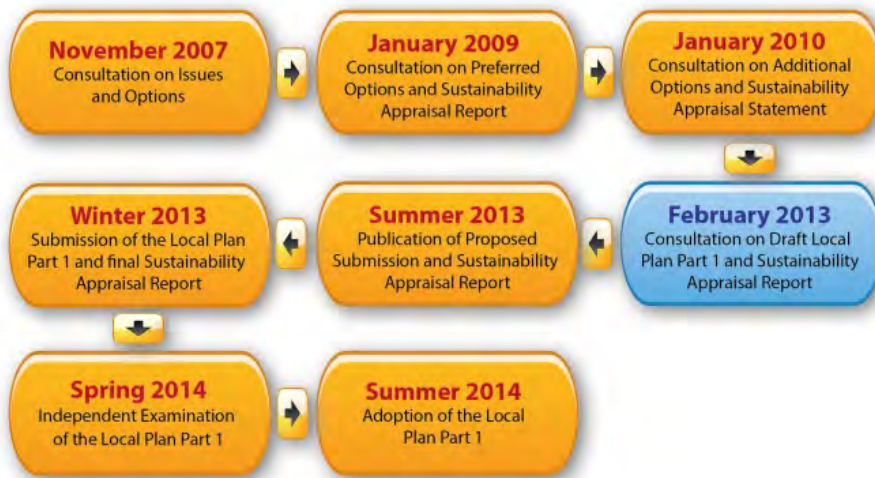 November 2007
Consultation on Issues
and Options
January 2009
Consultation on Preferred
Options and Sustainability
Appraisal Report
January 2010
Consultation on Additional
Options and Sustainability
Appraisal Statement
February 2013
Consultation on Draft Local
Plan Part 1 and Sustainability
Appraisal Report
Summer 2013
Publication of Proposed
Submission and Sustainability
Appraisal Report
Winter 2013
Submission of the Local Plan
Part 1 and final Sustainability
Appraisal Report
Spring 2014
Independent Examination
of the Local Plan Part 1
Summer 2014
Adoption of the Local
Plan Part 1